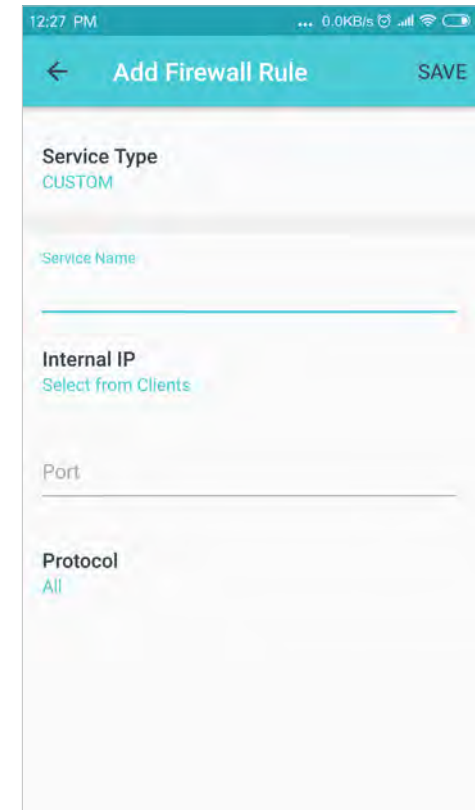 12:27 PM ... 0.0KB/s
Add Firewall Rule SAVE
Service Type
CUSTOM
Service Name
Internal IP
Select from Clients
Port
Protocol
All